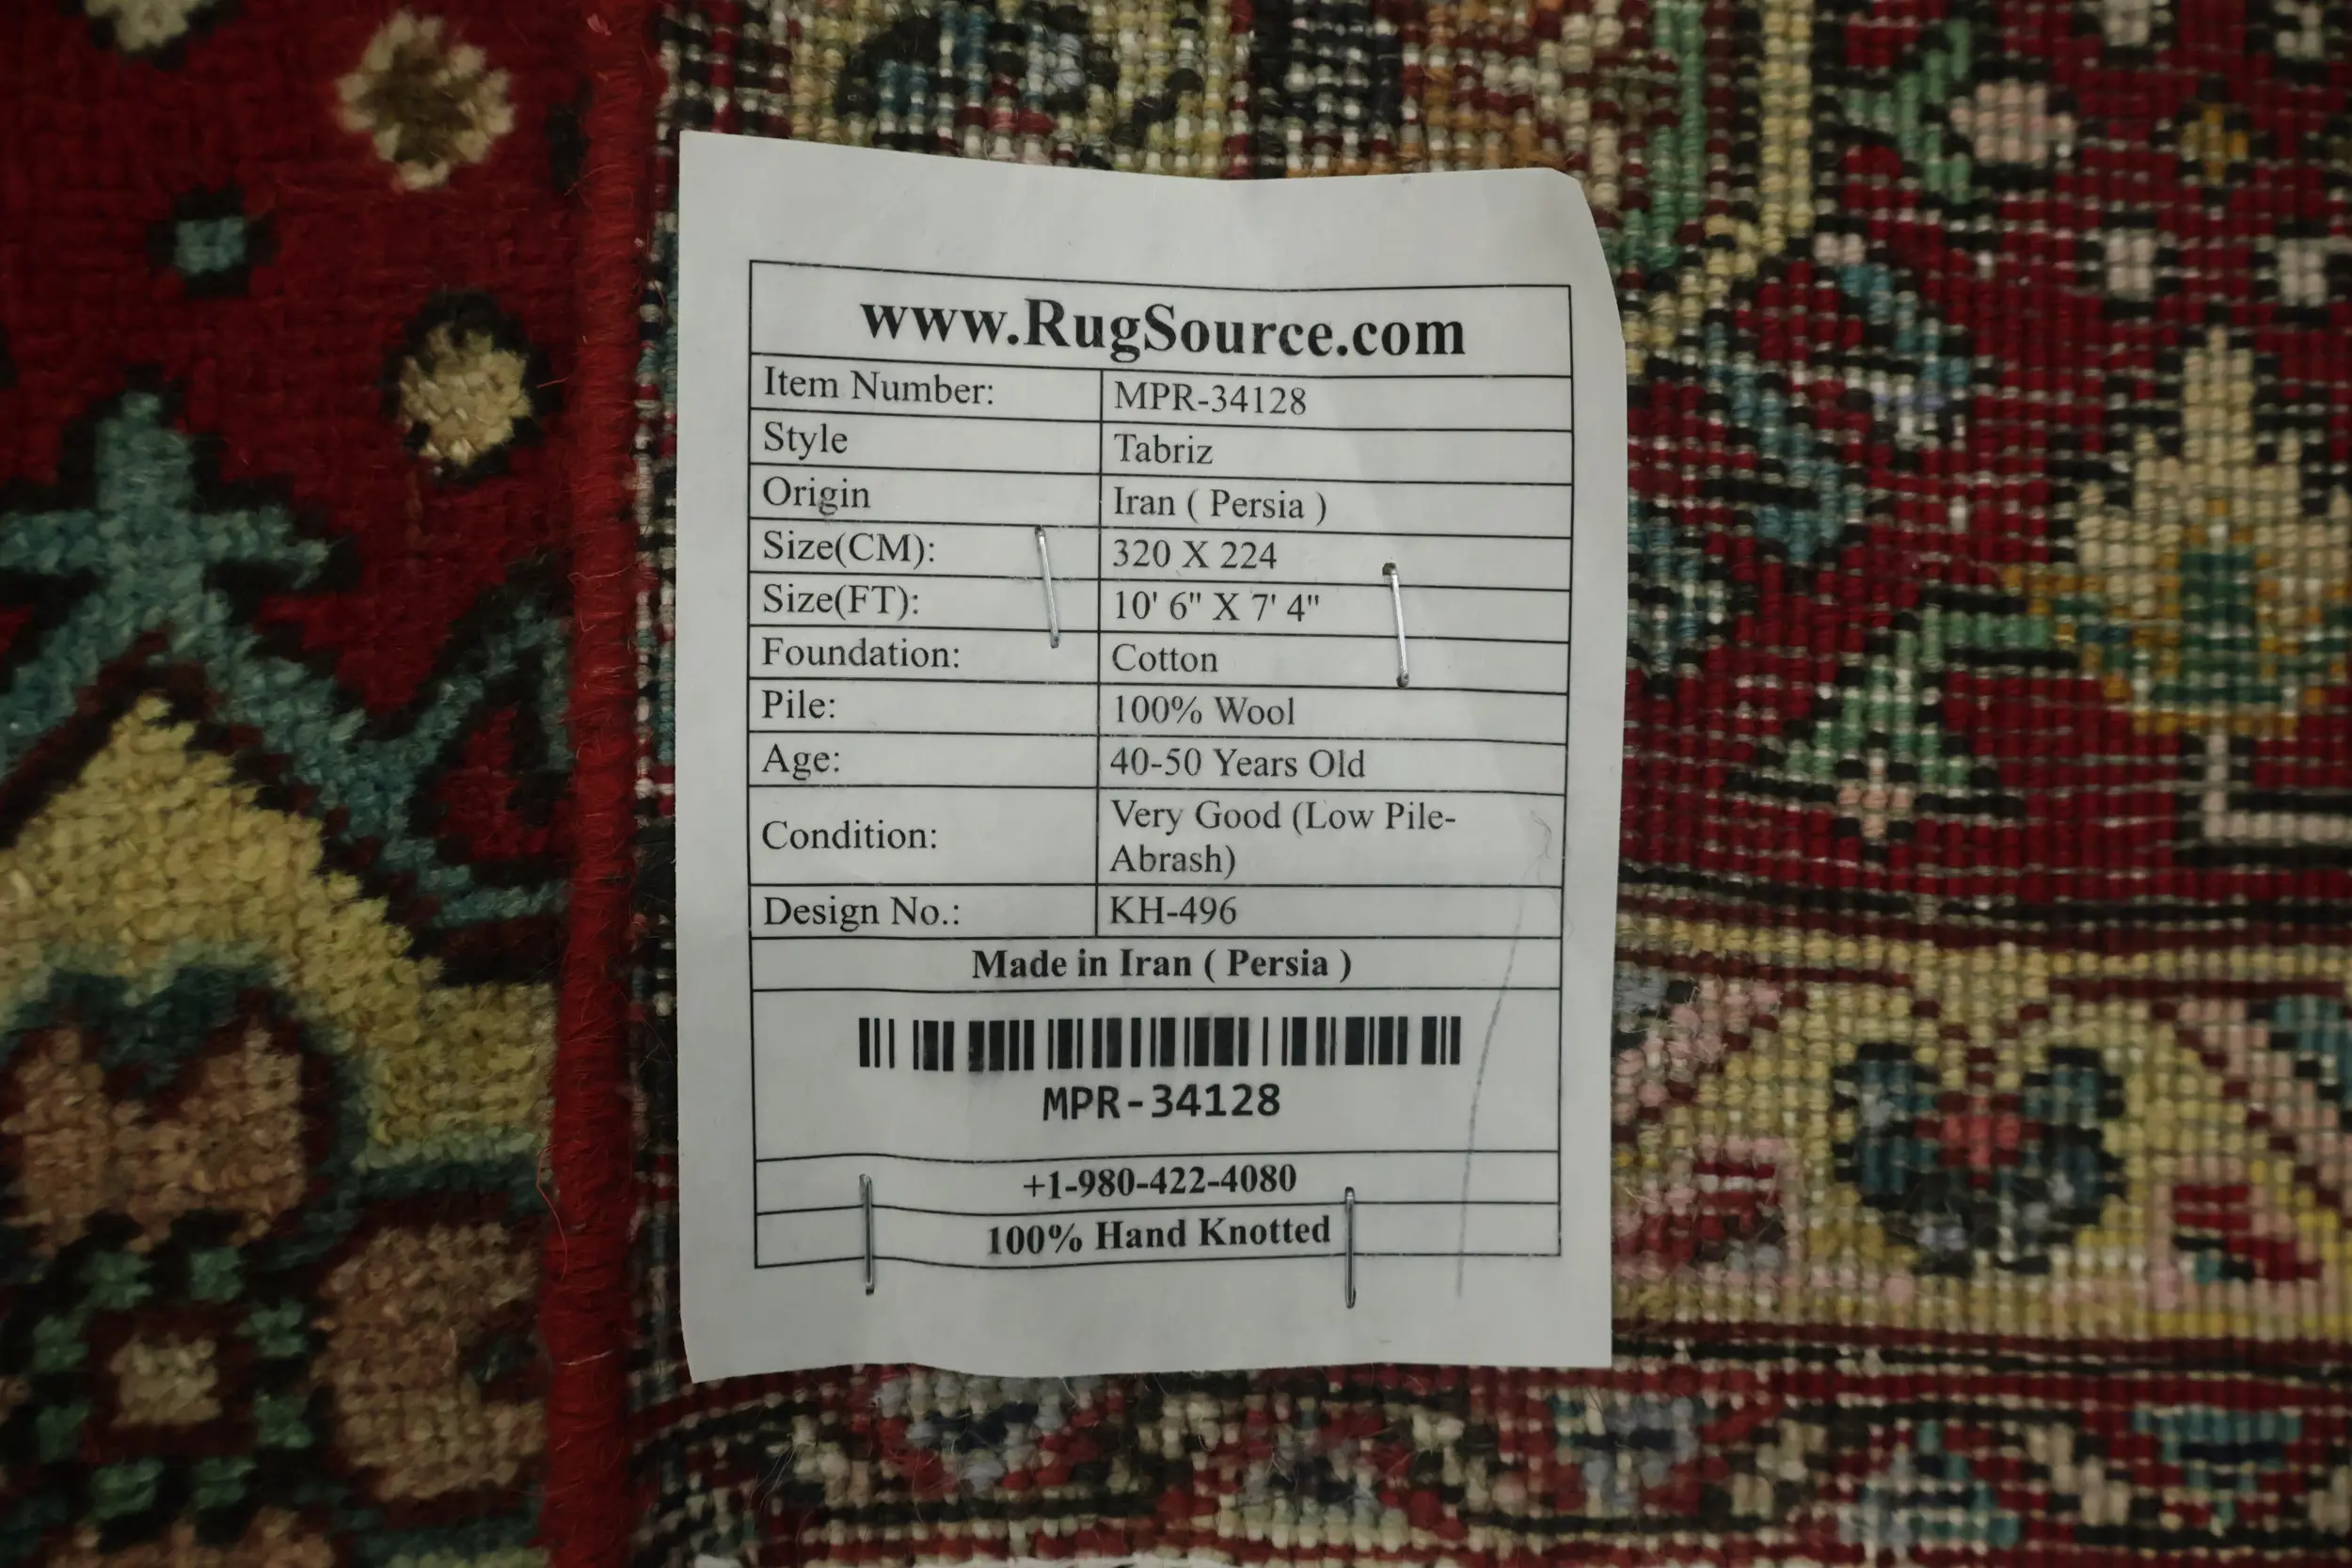 www.RugSource.com
Item Number: MPR-34128
Style Tabriz
Origin Iran ( Persia )
Size(CM): 320 X 224
Size(FT): 10' 6" X 7' 4"
Foundation: Cotton
Pile: 100% Wool
Age: 40-50 Years Old
Condition: Very Good (Low Pile-
Abrash)
Design No.: KH-496
Made in Iran ( Persia )
MPR-34128
+1-980-422-4080
100% Hand Knotted